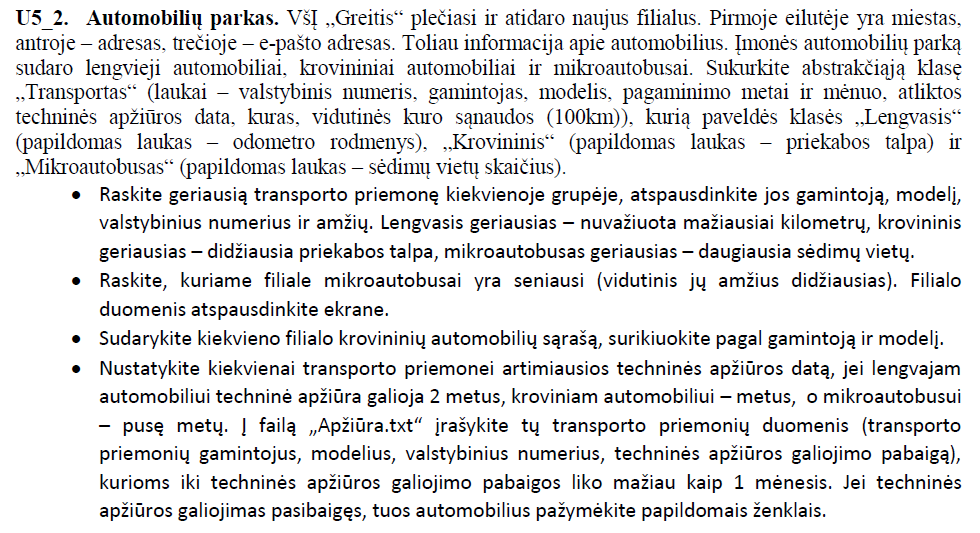 U5_2. Automobilių parkas. VšĮ „Greitis“ plečiasi ir atidaro naujus filialus. Pirmoje eilutėje yra miestas,
antroje – adresas, trečioje – e-pašto adresas. Toliau informacija apie automobilius. Įmonės automobilių parką
sudaro lengvieji automobiliai, krovininiai automobiliai ir mikroautobusai. Sukurkite abstrakčiąją klasę
„Transportas“ (laukai – valstybinis numeris, gamintojas, modelis, pagaminimo metai ir mėnuo, atliktos
techninės apžiūros data, kuras, vidutinės kuro sąnaudos (100km)), kurią paveldės klasės „Lengvasis“
(papildomas laukas – odometro rodmenys), „Krovininis“ (papildomas laukas – priekabos talpa) ir
„Mikroautobusas“ (papildomas laukas – sėdimų vietų skaičius).
• Raskite geriausią transporto priemonę kiekvienoje grupėje, atspausdinkite jos gamintoją, modelį,
valstybinius numerius ir amžių. Lengvasis geriausias – nuvažiuota mažiausiai kilometrų, krovininis
geriausias – didžiausia priekabos talpa, mikroautobusas geriausias – daugiausia sėdimų vietų.
• Raskite, kuriame filiale mikroautobusai yra seniausi (vidutinis jų amžius didžiausias). Filialo
duomenis atspausdinkite ekrane.
• Sudarykite kiekvieno filialo krovininių automobilių sąrašą, surikiuokite pagal gamintoją ir modelį.
• Nustatykite kiekvienai transporto priemonei artimiausios techninės apžiūros datą, jei lengvajam
automobiliui techninė apžiūra galioja 2 metus, kroviniam automobiliui – metus, o mikroautobusui
– pusę metų. Į failą „Apžiūra.txt“ įrašykite tų transporto priemonių duomenis (transporto
priemonių gamintojus, modelius, valstybinius numerius, techninės apžiūros galiojimo pabaigą),
kurioms iki techninės apžiūros galiojimo pabaigos liko mažiau kaip 1 mėnesis. Jei techninės
apžiūros galiojimas pasibaigęs, tuos automobilius pažymėkite papildomais ženklais.